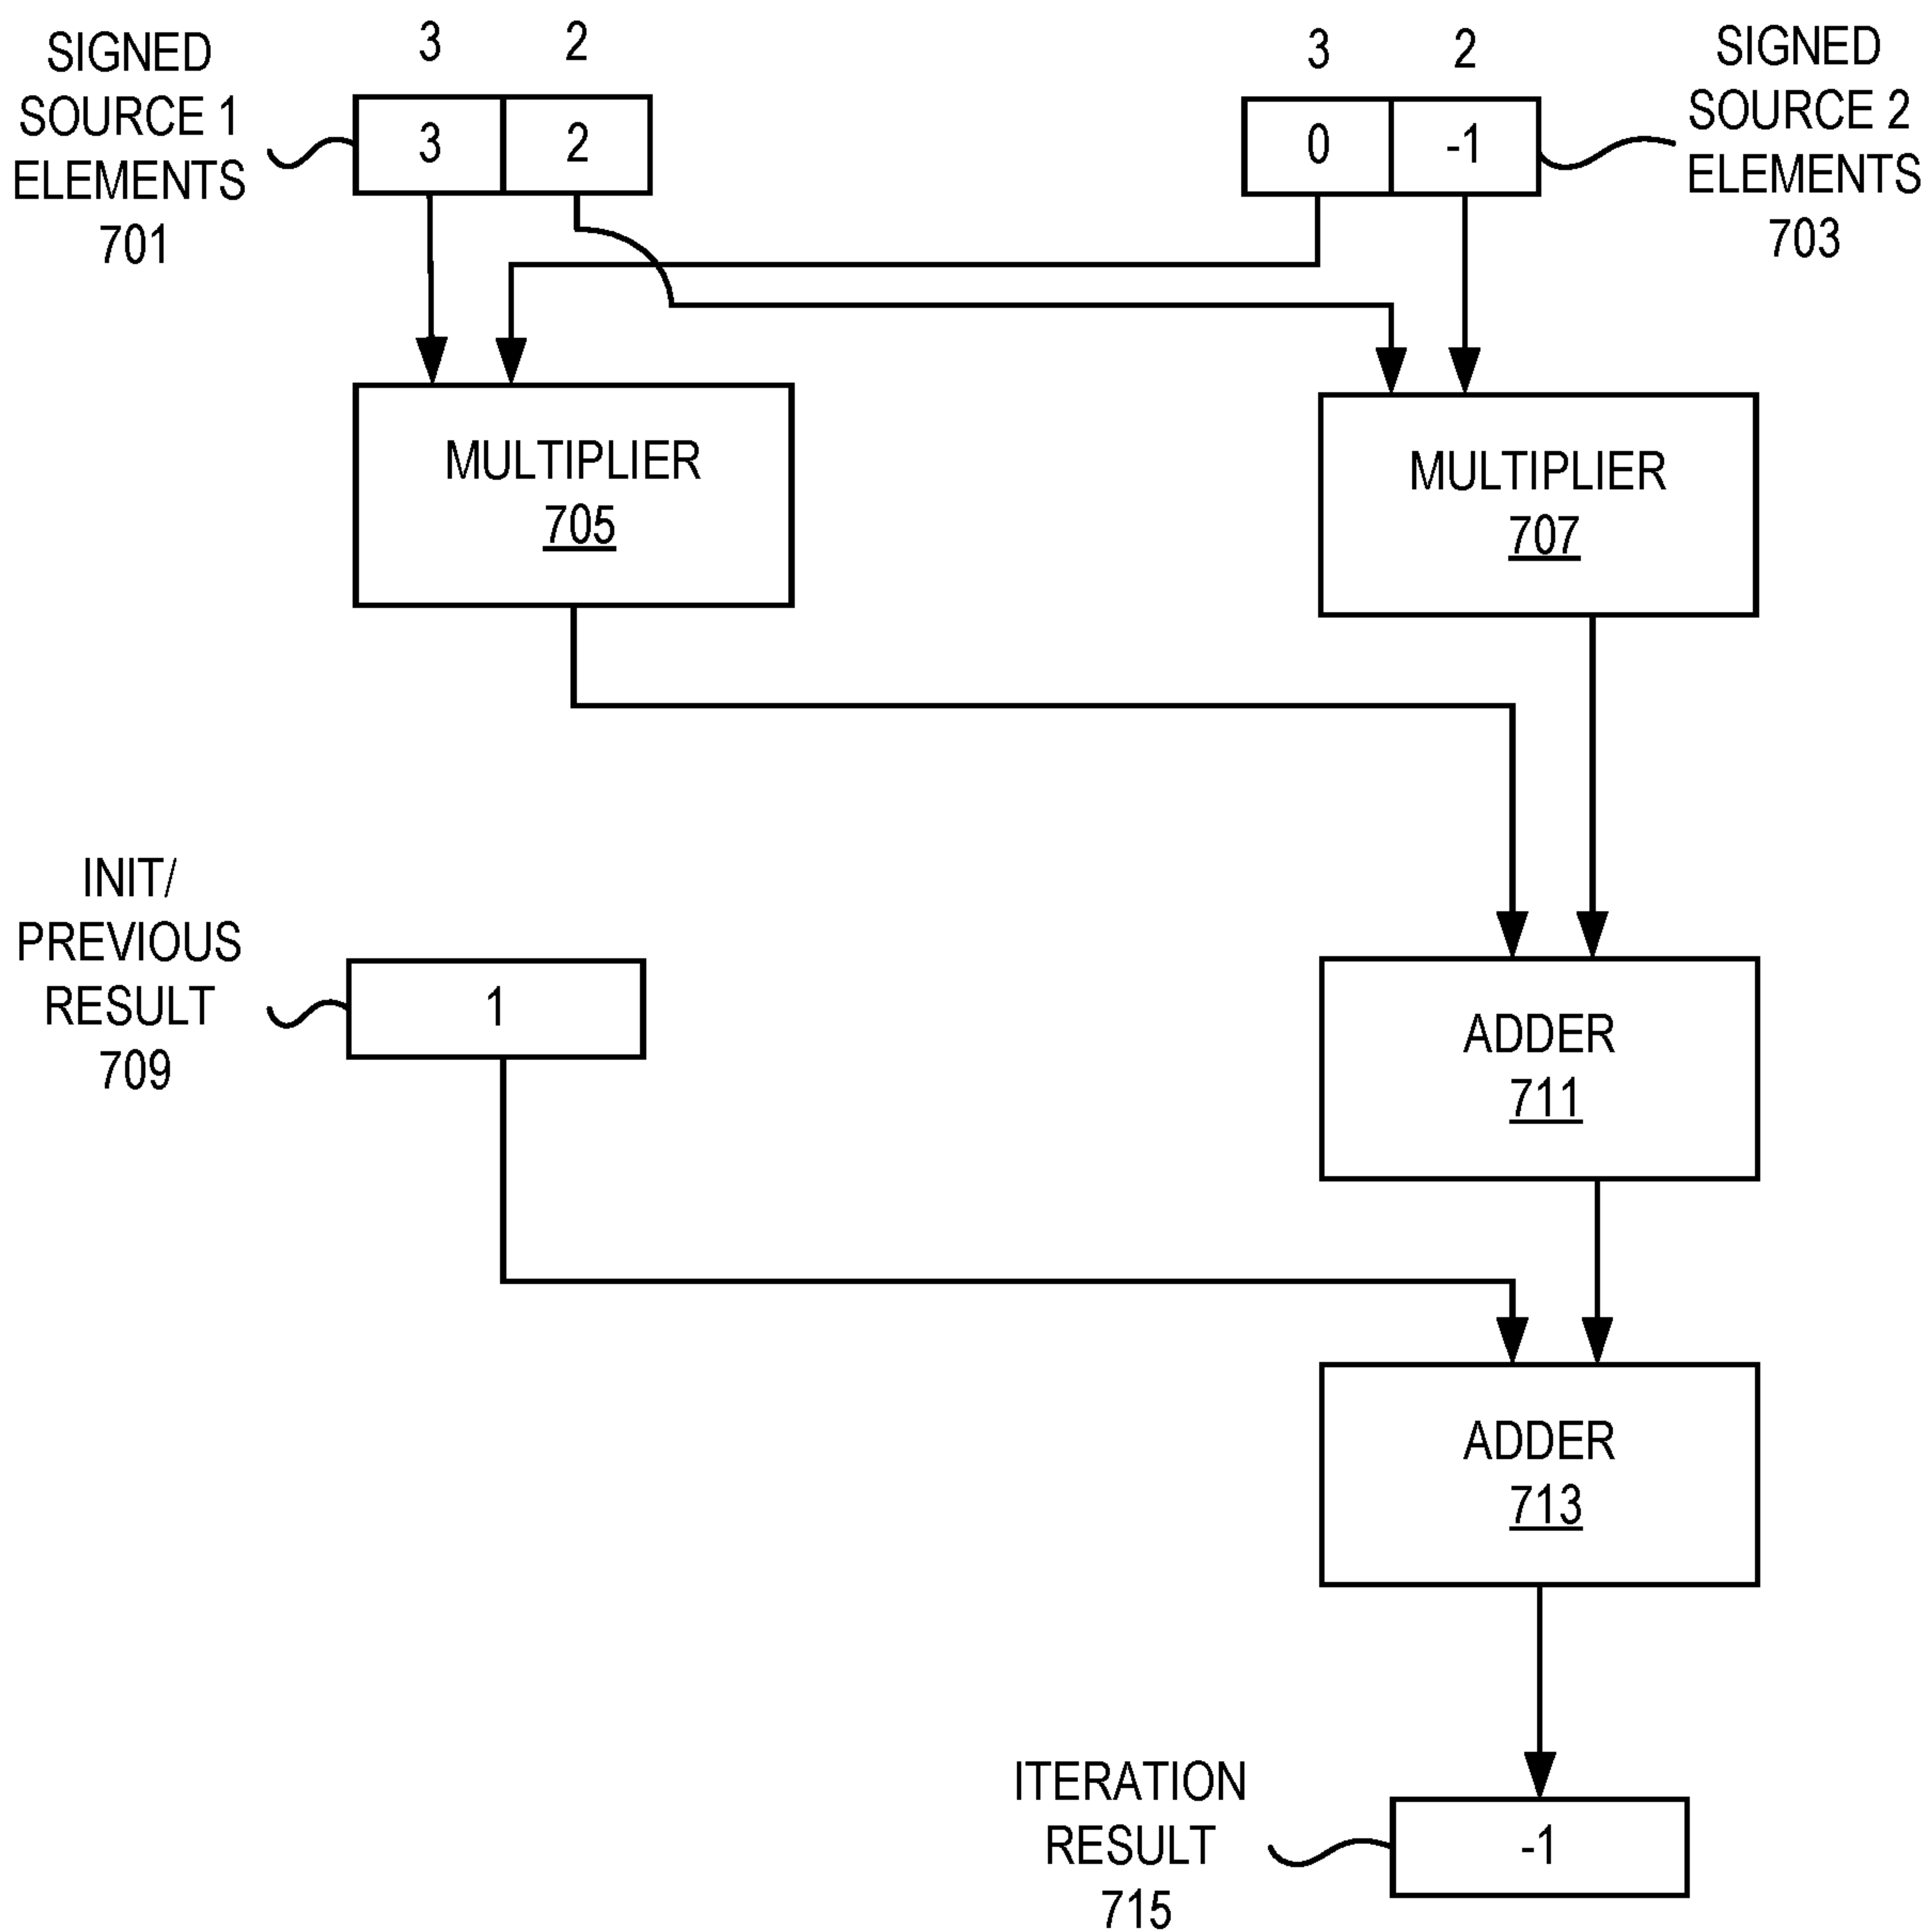 SIGNED
SOURCE 1
ELEMENTS
701
3 2
3 2
3 2
0 -1
SIGNED
SOURCE 2
ELEMENTS
703
MULTIPLIER
705
MULTIPLIER
707
INIT/
PREVIOUS
RESULT
709
1
ADDER
711
ADDER
713
ITERATION
RESULT
715
-1